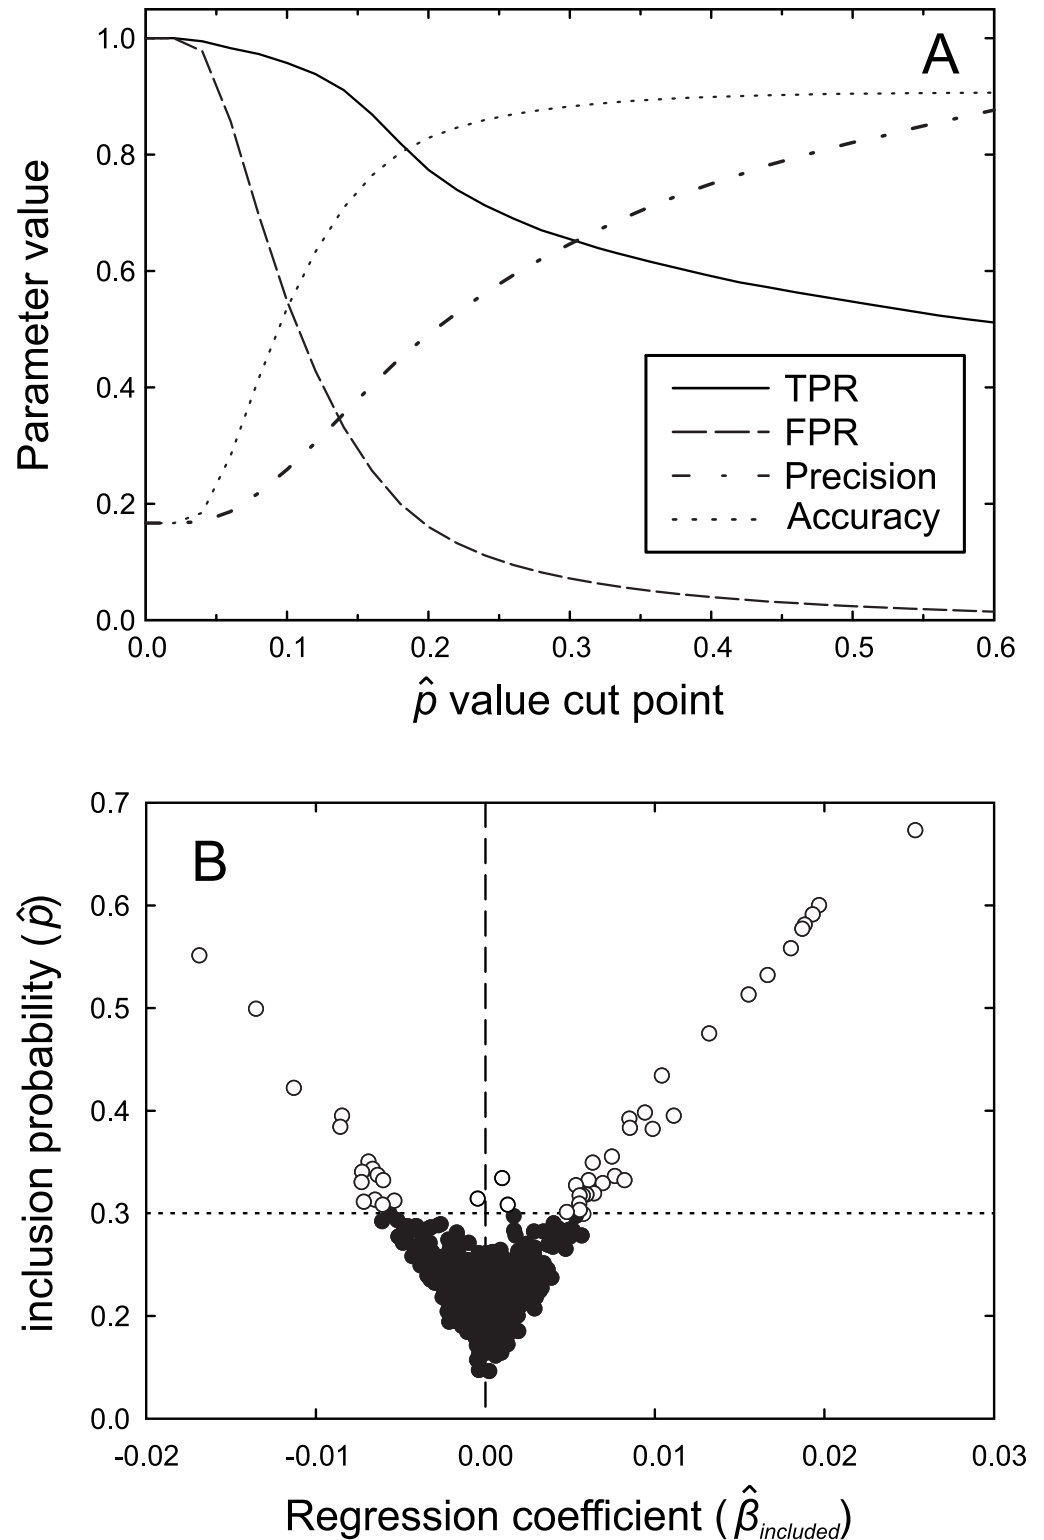 1.0
A
0.8
Parameter value
0.6
0.4
TPR
FPR
Precision
Accuracy
0.2
0.0
0.0 0.1 0.2 0.3 0.4 0.5 0.6
p̂ value cut point
0.7
B
0.6
inclusion probability (p̂)
0.5
0.4
0.3
0.2
0.0
-0.02 -0.01 0.00 0.01 0.02 0.03
Regression coefficient (β̂included)